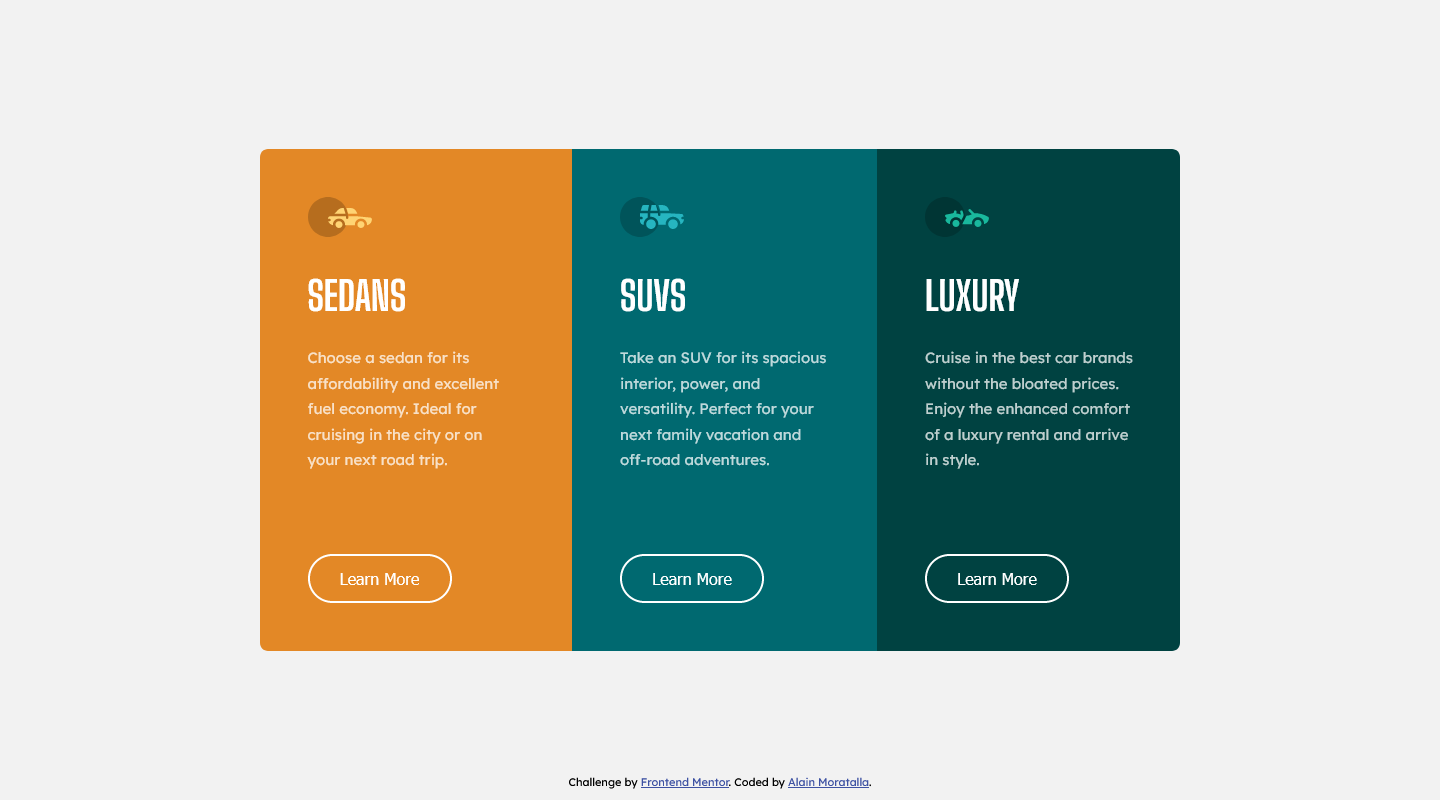 SEDANS
Choose a sedan for its
affordability and excellent
fuel economy. Ideal for
cruising in the city or on
your next road trip.
Learn More
SUVS
Take an SUV for its spacious
interior, power, and
versatility. Perfect for your
next family vacation and
off-road adventures.
Learn More
LUXURY
Cruise in the best car brands
without the bloated prices.
Enjoy the enhanced comfort
of a luxury rental and arrive
in style.
Learn More
Challenge by Frontend Mentor. Coded by Alain Moratalla.